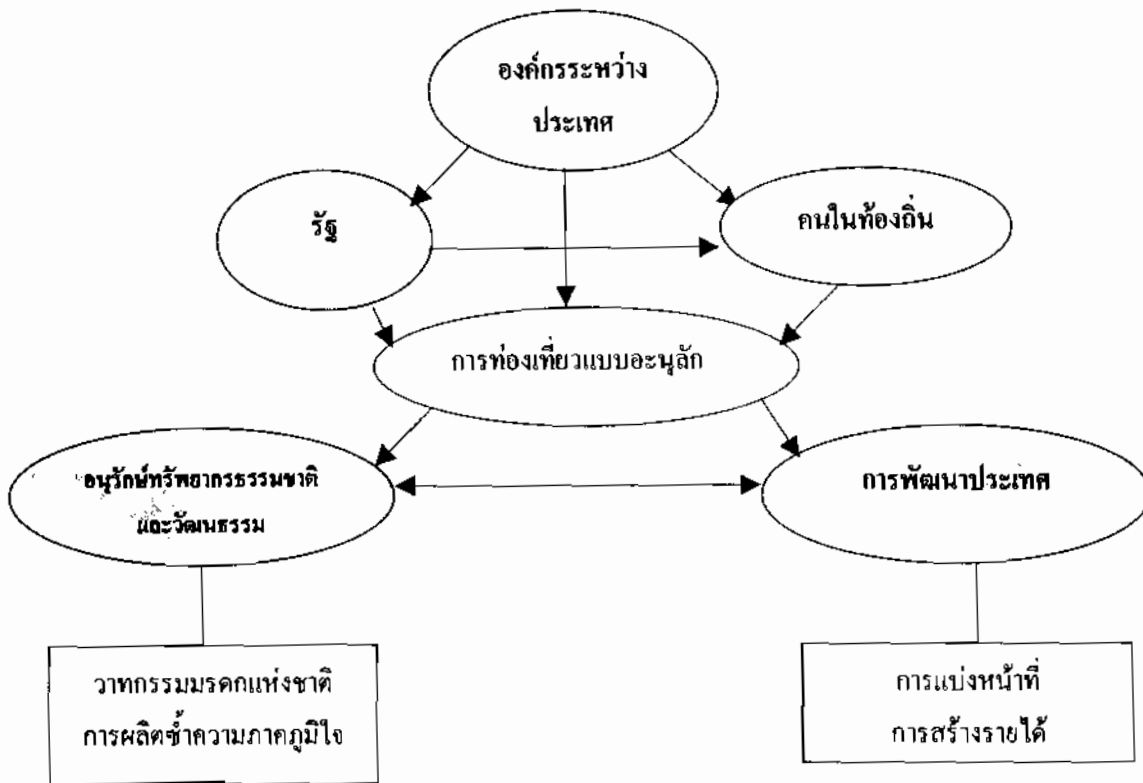 องค์กรระหว่าง
ประเทศ
รัฐ
คนในท้องถิ่น
การท่องเที่ยวแบบอะนุลัก
อนุรักษ์ทรัพยากรธรรมชาติ
และวัฒนธรรม
การพัฒนาประเทศ
วาทกรรมมรดกแห่งชาติ
การผลิตซ้ำความภาคภูมิใจ
การแบ่งหน้าที่
การสร้างรายได้